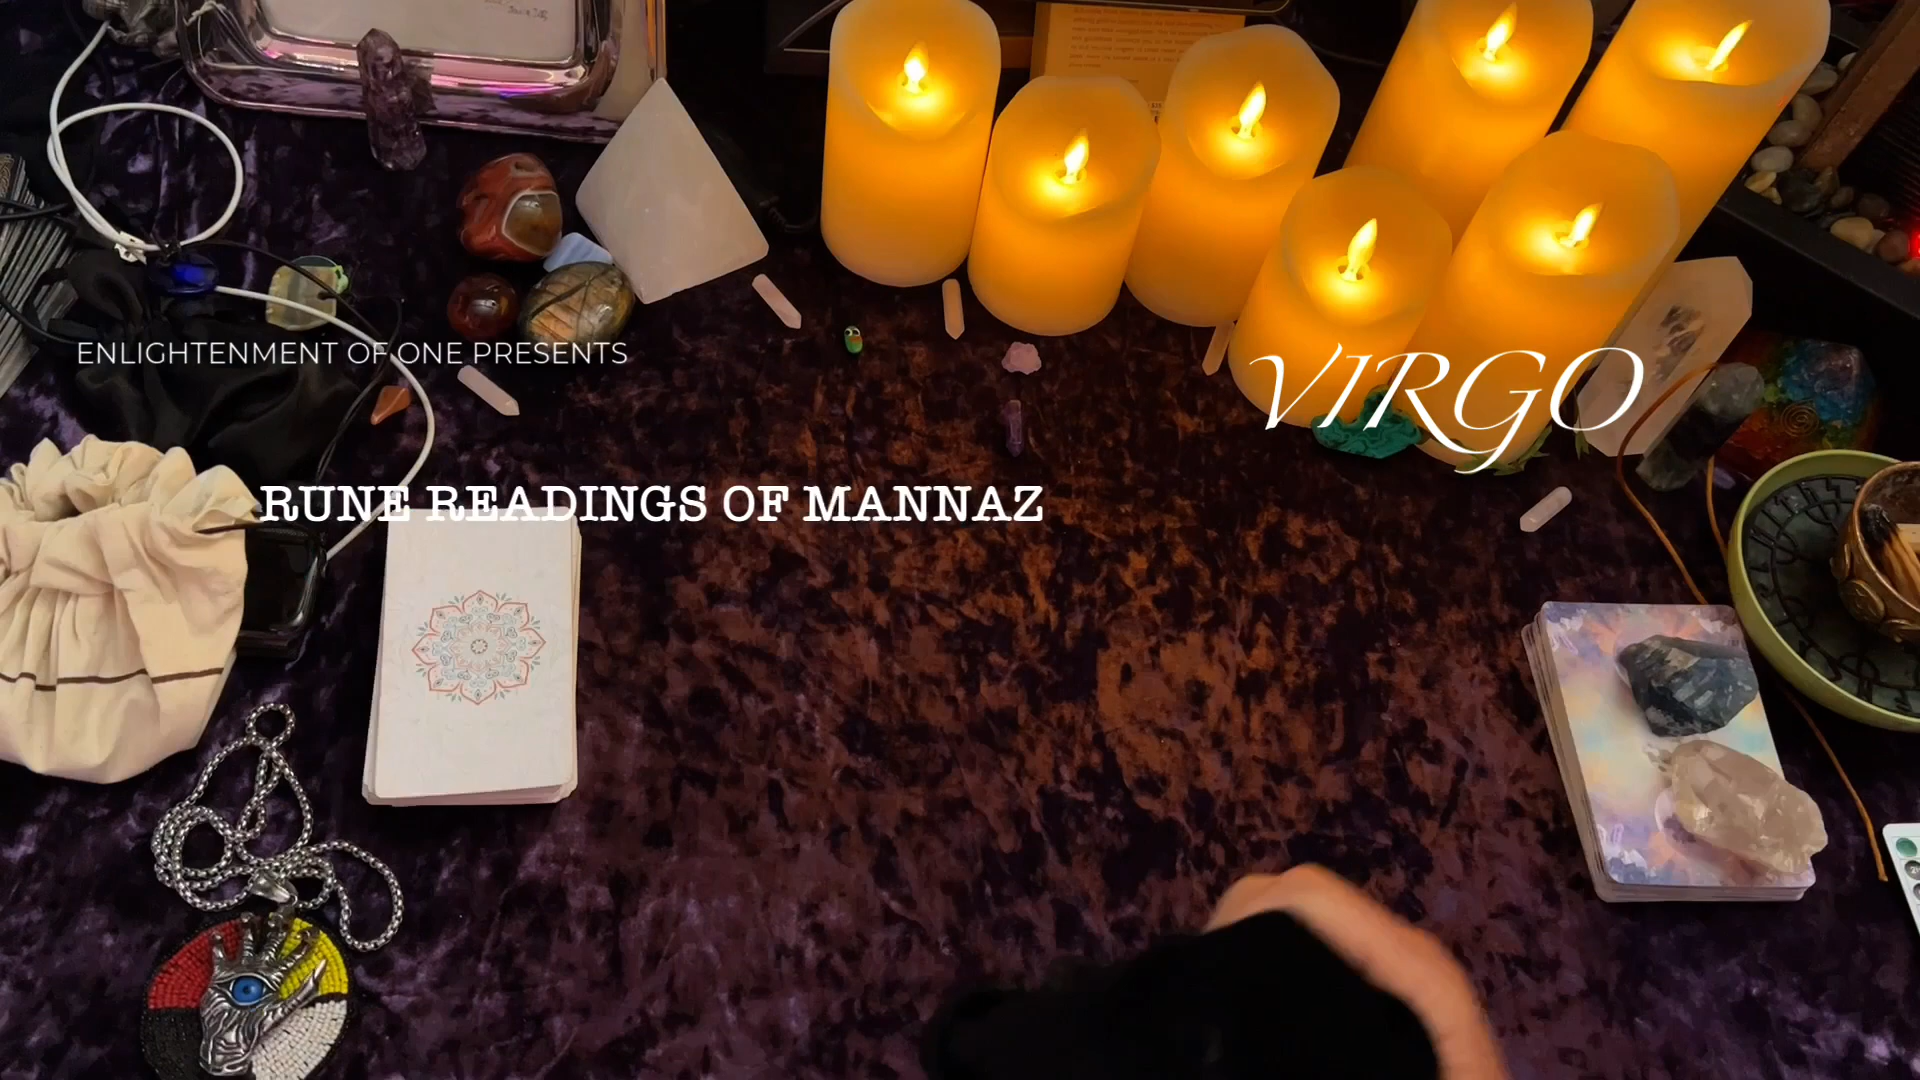 ENLIGHTENMENT OF ONE PRESENTS
VIRGO
RUNE READINGS OF MANNAZ